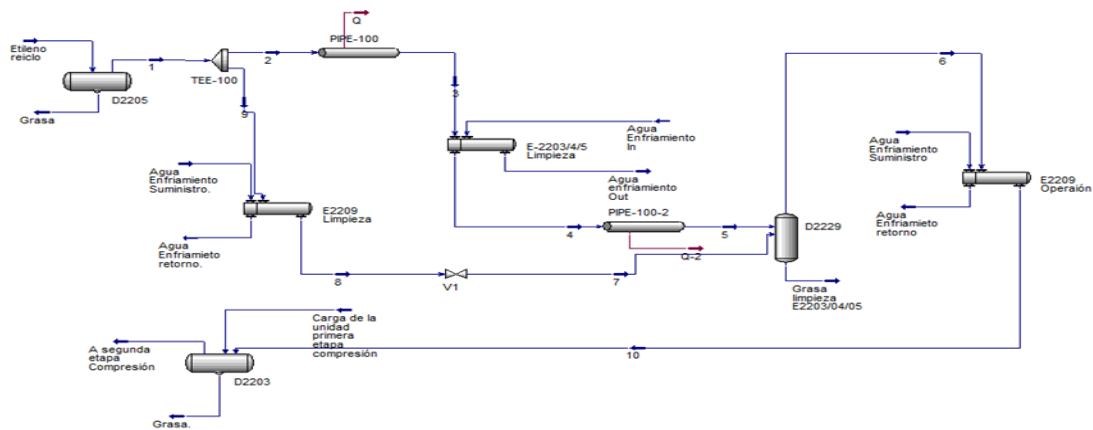 Q
Etileno
reiclo
PIPE-100
1
2
6
TEE-100
D2205
3
9
Grasa
Agua
Enfriamiento
In
E-2203/4/5
Limpieza
Agua
Enfriamiento
Suministro
Agua
Enfriamiento
Suministro.
Agua
enfriamiento
Out
E2209
Operaión
E2209
Limpieza
PIPE-100-2
Agua
Enfriamieto
retorno
4
5
D2229
Agua
Enfriamieto
retorno.
Q-2
8
V1
7
Grasa
limpieza
E2203/04/05
Carga de la
unidad
primera
etapa
compresión
A segunda
etapa
Compresión
10
D2203
Grasa.